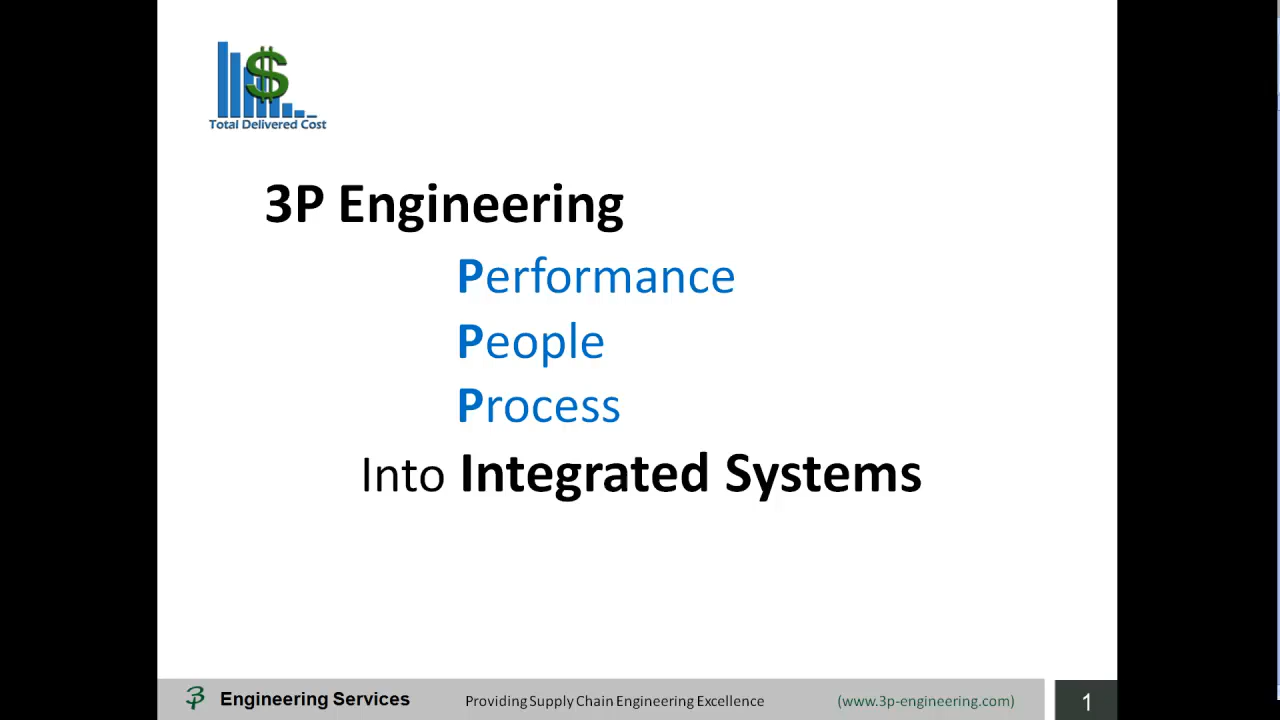 $
Total Delivered Cost
3P Engineering
Performance
People
Process
Into Integrated Systems
3P Engineering Services Providing Supply Chain Engineering Excellence (www.3p-engineering.com) 1